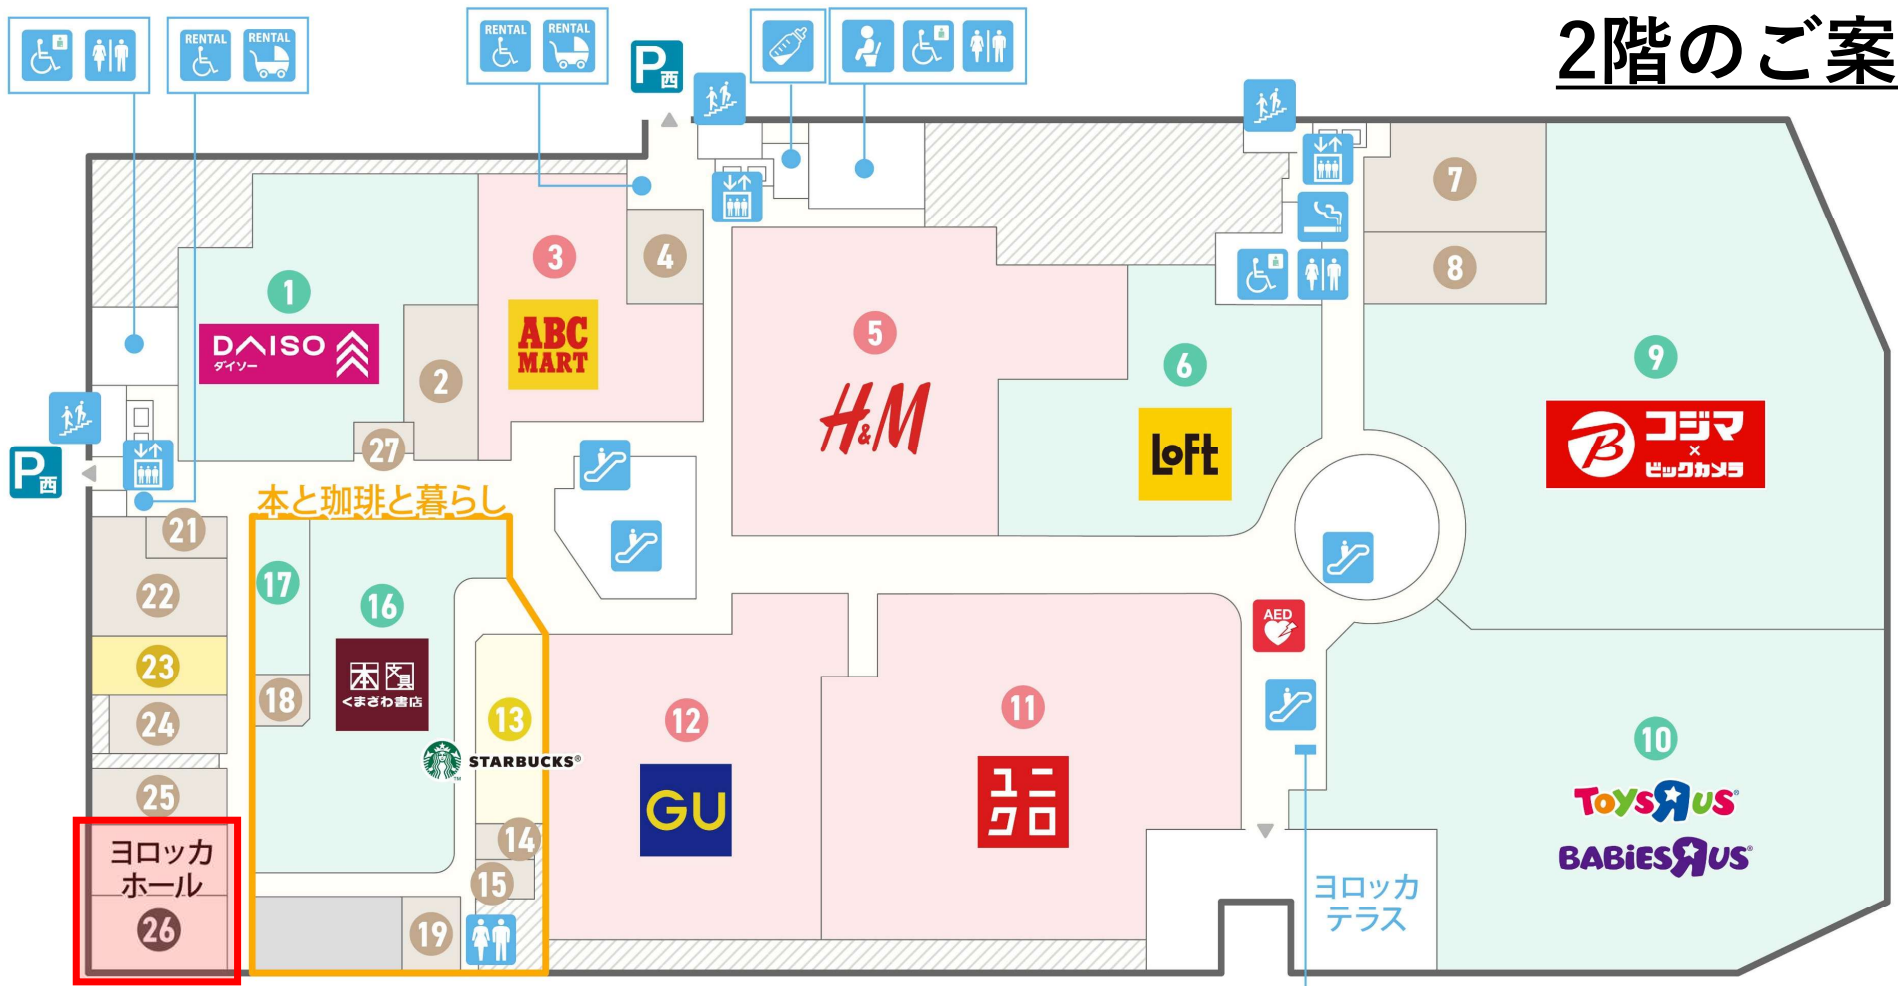 2階のご案
RENTAL
RENTAL
RENTAL
RENTAL
P西
7
3
4
8
1
DAISO
ダイソー
ABC
MART
5
H&M
6
LOFT
9
コジマ
×
ビックカメラ
2
27
P西
本と珈琲と暮らし
21
22
17
16
AED
23
本 文具
くまざわ書店
18
24
13
12
11
10
STARBUCKS®
TM
GU
ユニ
クロ
TOYS"R"US®
BABIES"R"US®
25
ヨロッカ
ホール
26
14
15
19
ヨロッカ
テラス